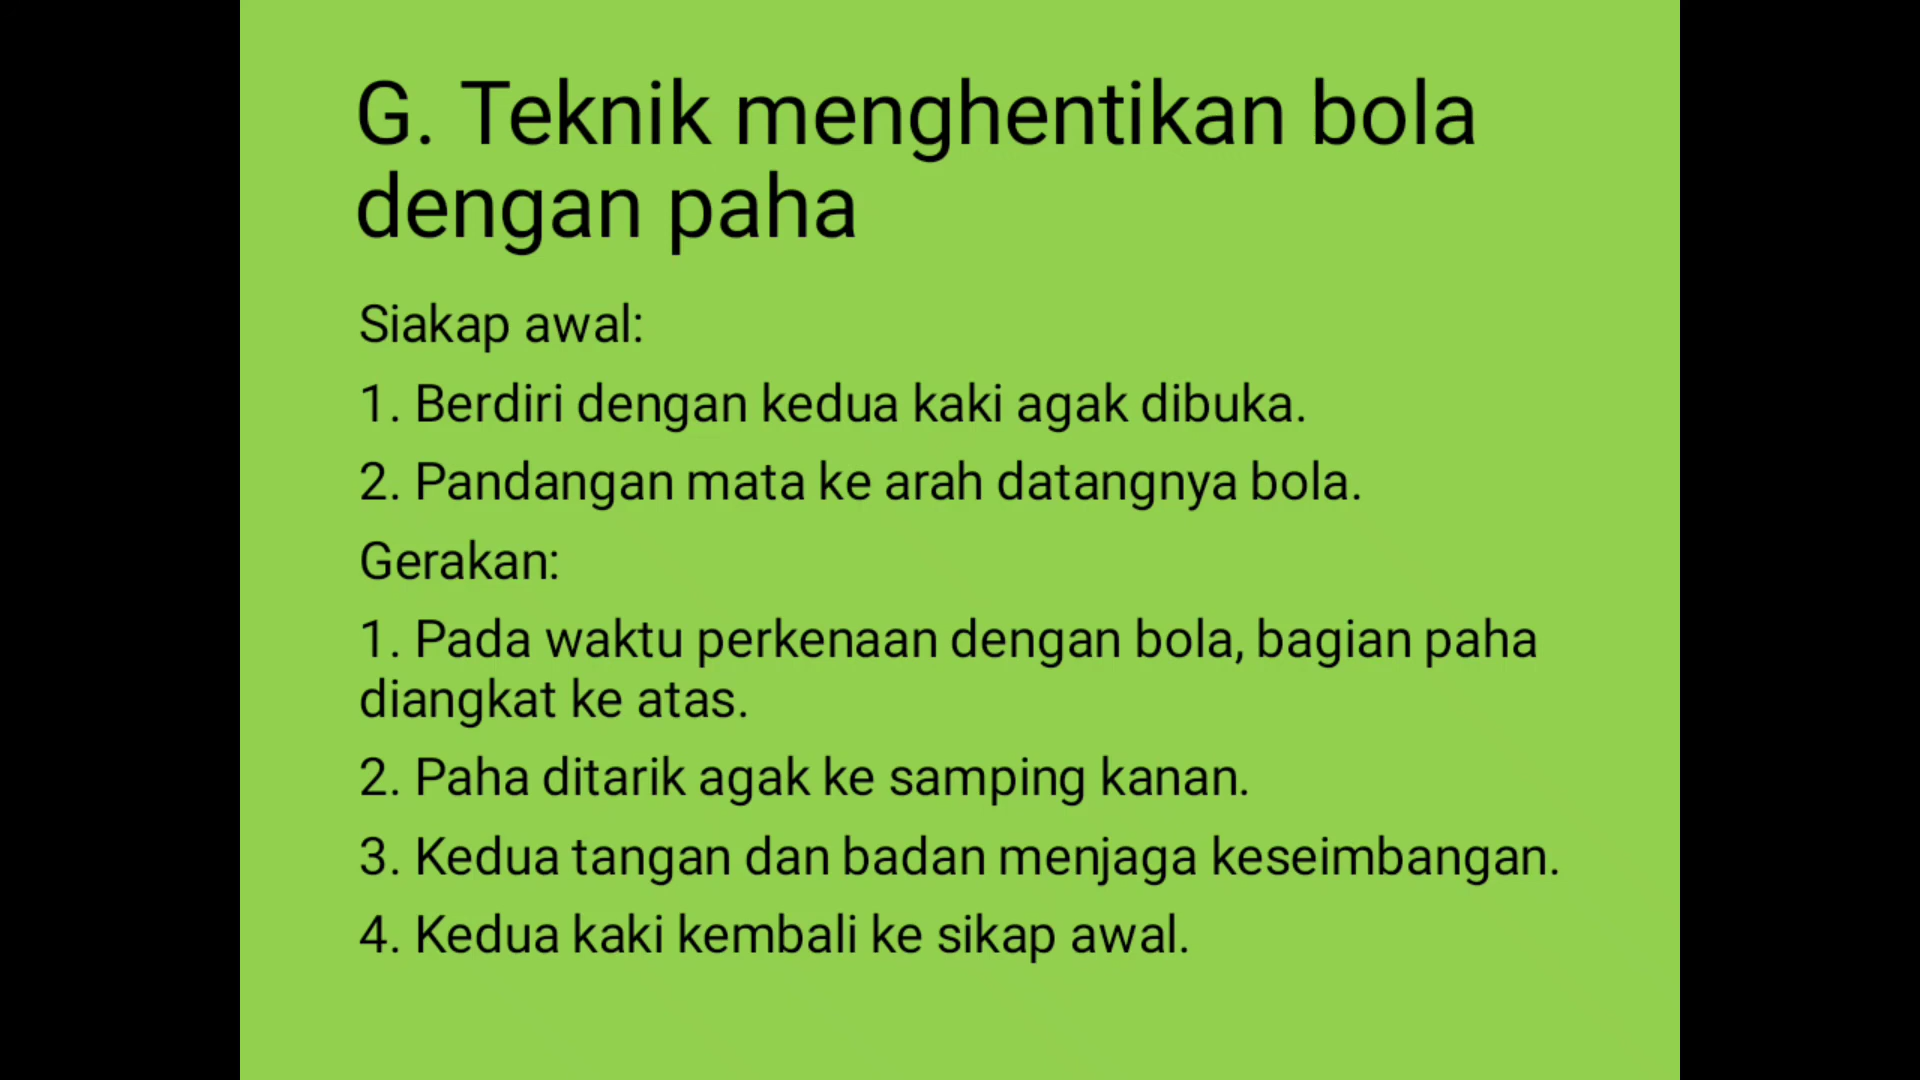 G. Teknik menghentikan bola
dengan paha
Siakap awal:
1. Berdiri dengan kedua kaki agak dibuka.
2. Pandangan mata ke arah datangnya bola.
Gerakan:
1. Pada waktu perkenaan dengan bola, bagian paha
diangkat ke atas.
2. Paha ditarik agak ke samping kanan.
3. Kedua tangan dan badan menjaga keseimbangan.
4. Kedua kaki kembali ke sikap awal.